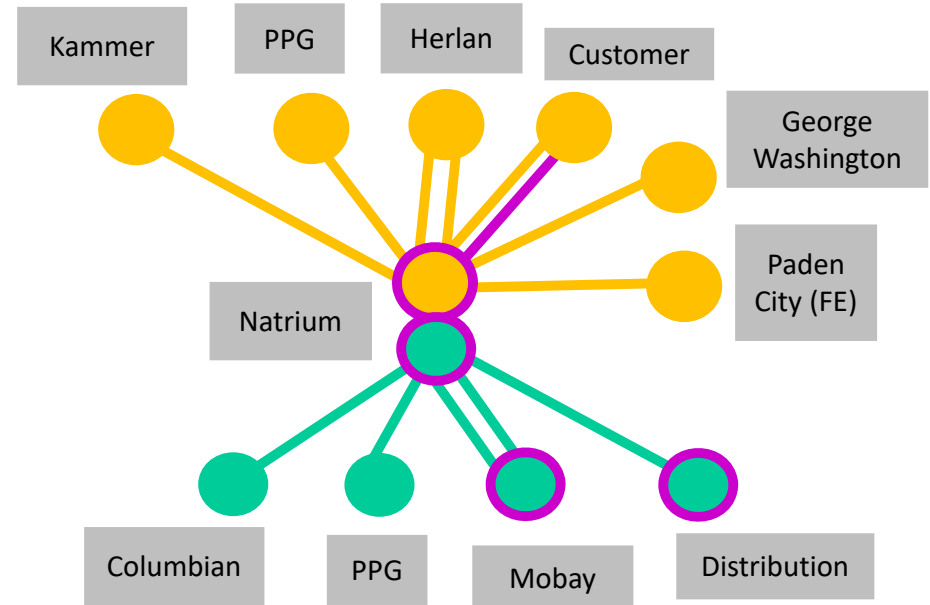 Kammer
PPG
Herlan
Customer
George
Washington
Paden
City (FE)
Natrium
Columbian
PPG
Mobay
Distribution